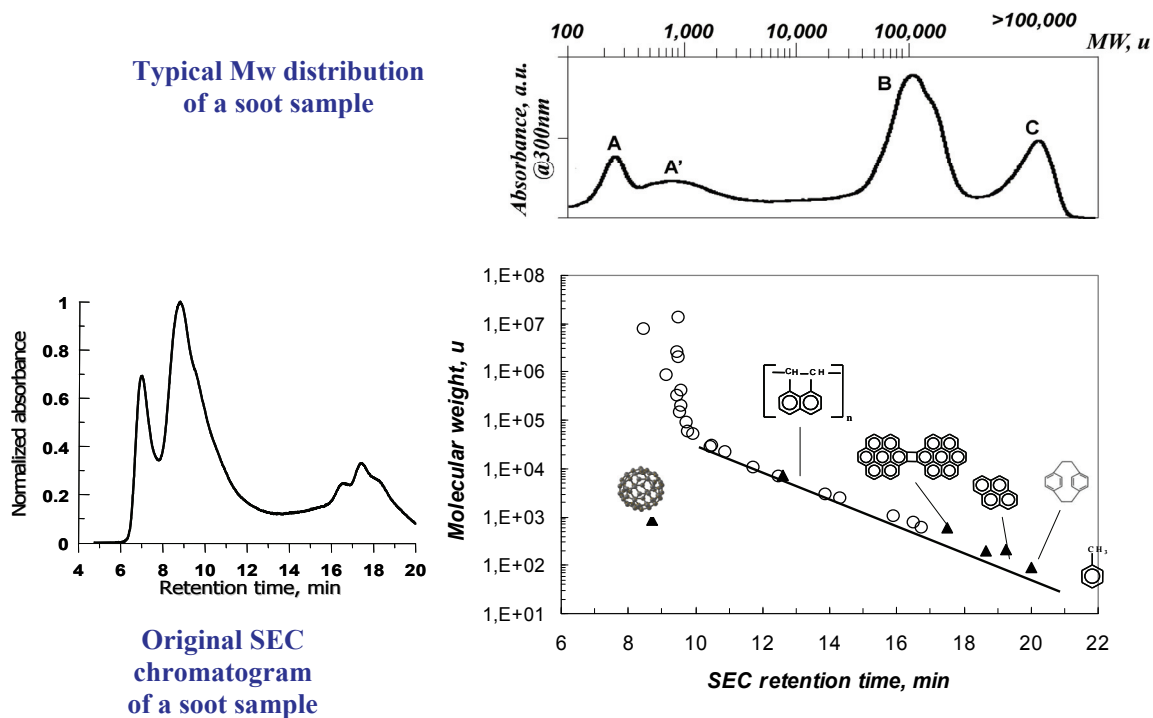 Typical Mw distribution
of a soot sample
100
1,000
10,000
100,000
>100,000
MW, u
Absorbance, a.u.
@300nm
A
A'
B
C
Normalized absorbance
1
0.8
0.6
0.4
0.2
0
4 6 8 10 12 14 16 18 20
Retention time, min
Original SEC
chromatogram
of a soot sample
Molecular weight, u
1,E+08
1,E+07
1,E+06
1,E+05
1,E+04
1,E+03
1,E+02
1,E+01
CH CH
n
CH3
6 8 10 12 14 16 18 20 22
SEC retention time, min